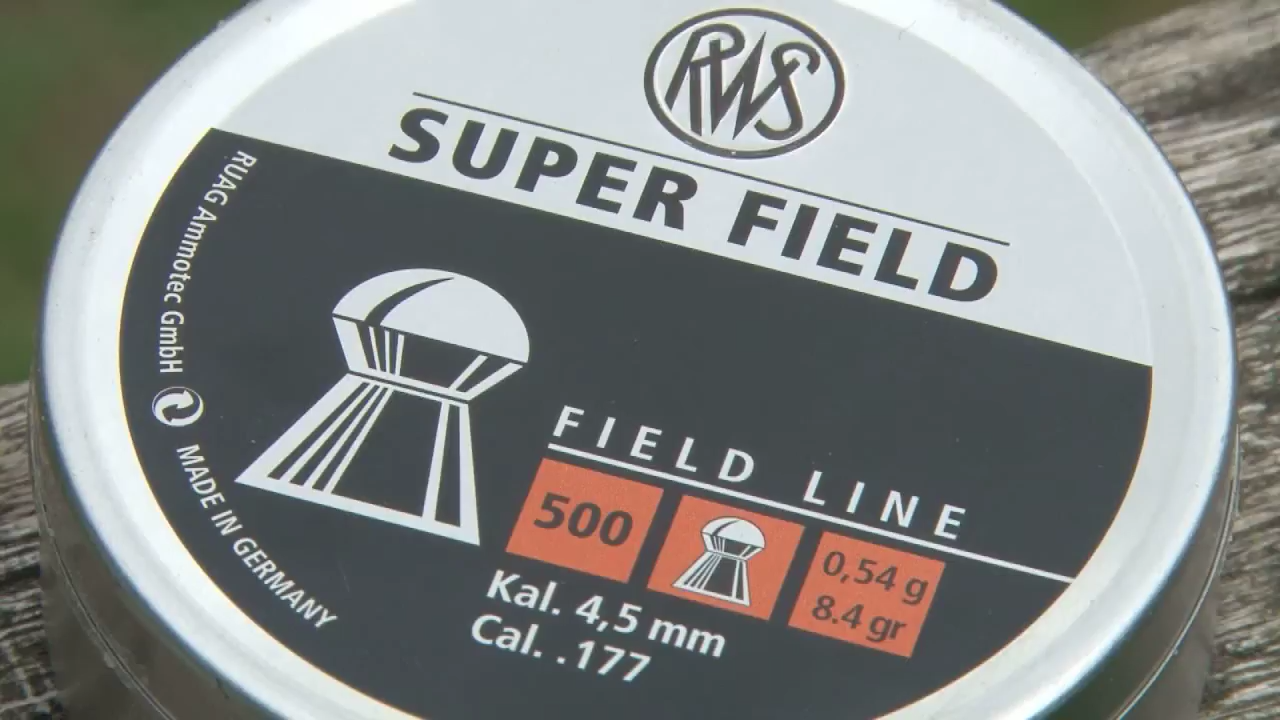 RWS
SUPER FIELD
RUAG Ammotec GmbH
MADE IN GERMANY
FIELD LINE
500
0,54 g
8.4 gr
Kal. 4,5 mm
Cal. .177